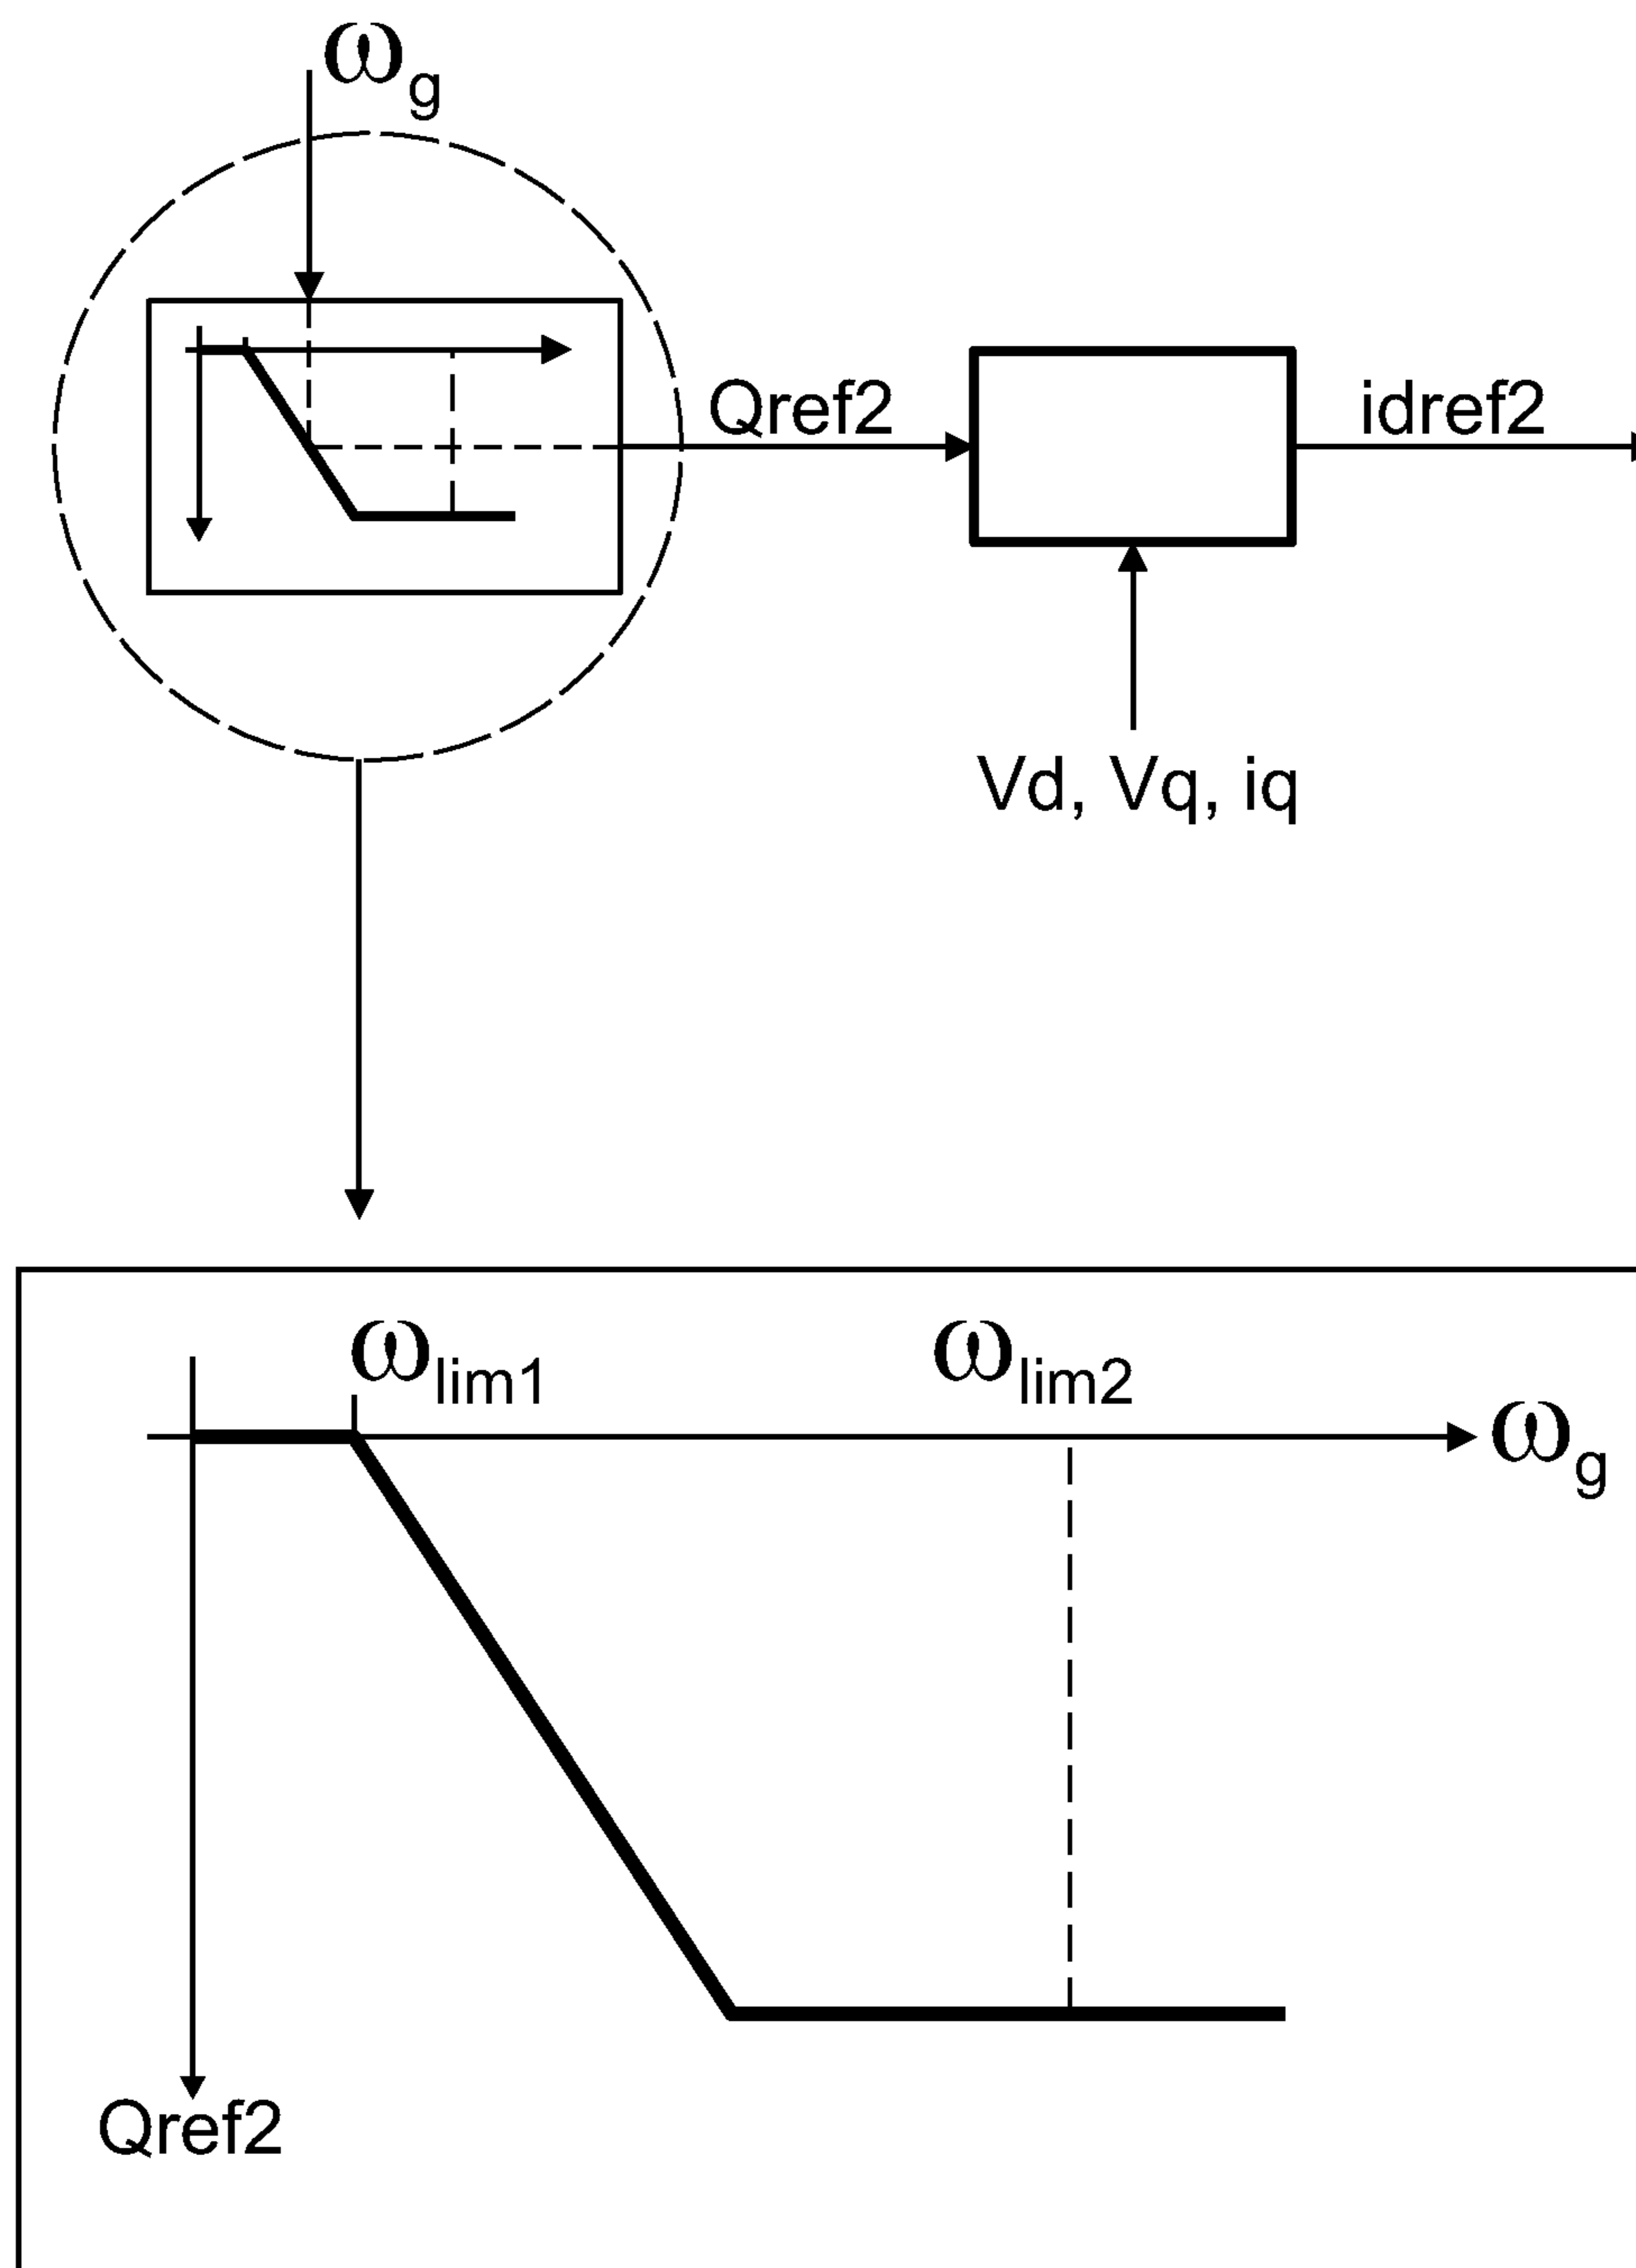 ωg
Qref2
idref2
Vd, Vq, iq
ωlim1
ωlim2
ωg
Qref2